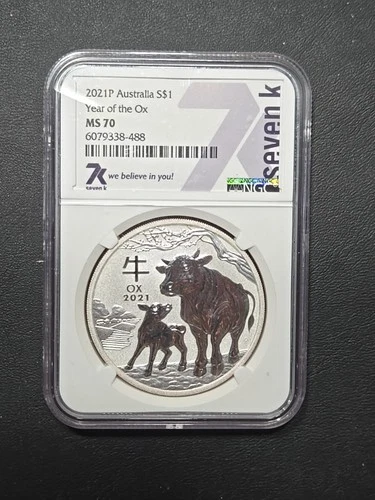 2021P Australia S$1
Year of the Ox
MS 70
6079338-488
7k
seven k
we believe in you!
7
seven k
NGC
牛
OX
2021